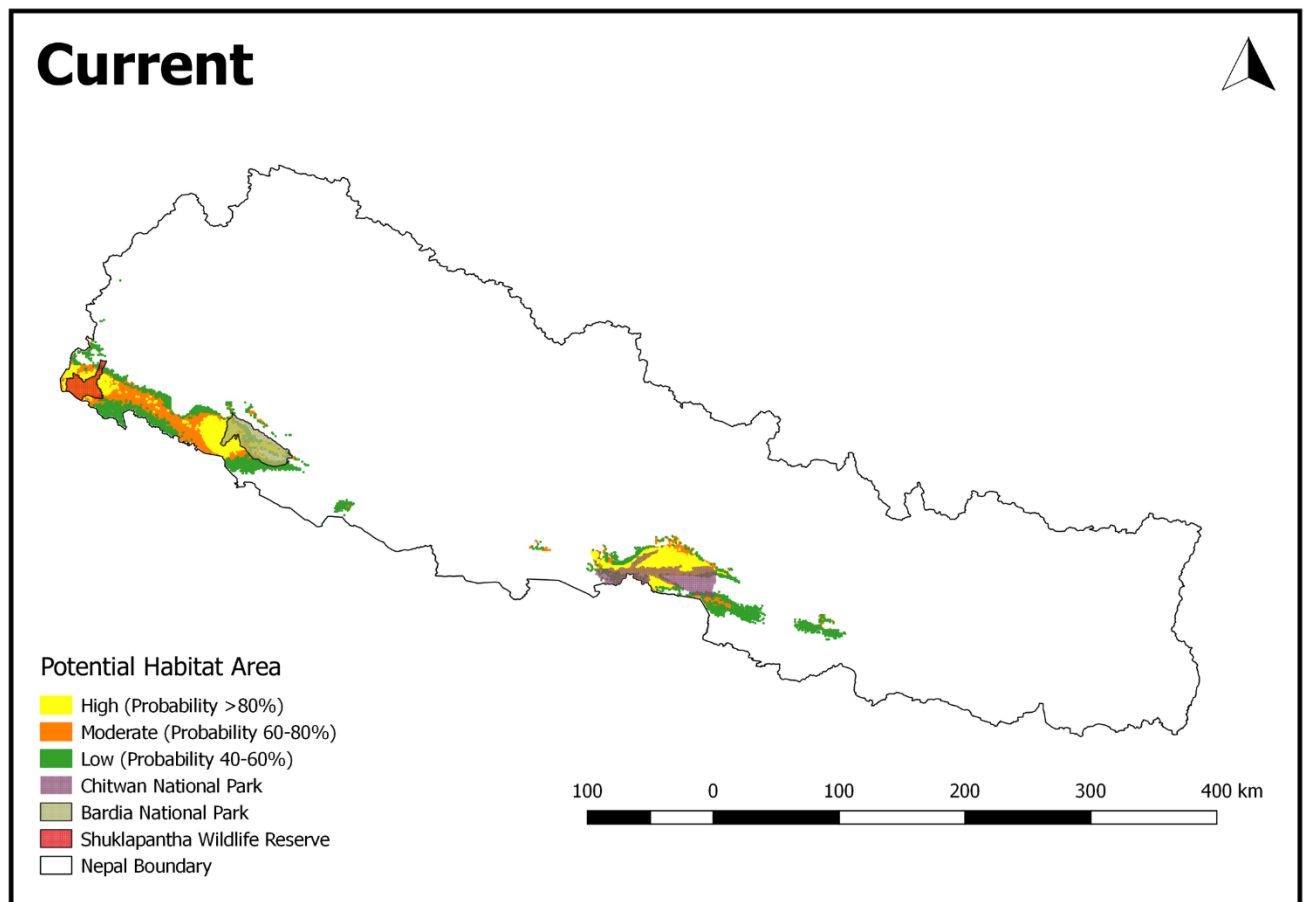 Current
Potential Habitat Area
High (Probability >80%)
Moderate (Probability 60-80%)
Low (Probability 40-60%)
Chitwan National Park
Bardia National Park
Shuklapantha Wildlife Reserve
Nepal Boundary
100 0 100 200 300 400 km